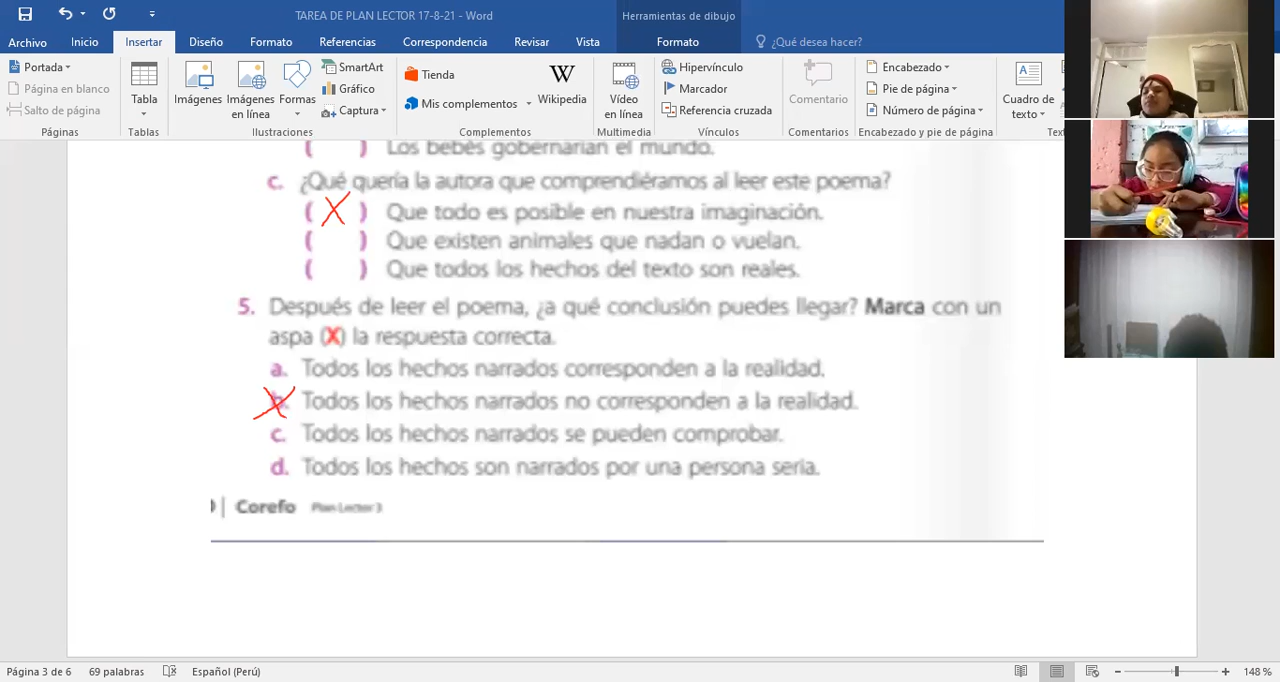 TAREA DE PLAN LECTOR 17-8-21 - Word
Herramientas de dibujo
Archivo Inicio Insertar Diseño Formato Referencias Correspondencia Revisar Vista Formato ¿Qué desea hacer?
Portada
Página en blanco
Salto de página
Páginas
Tabla
Tablas
Imágenes
Imágenes en línea
Formas
SmartArt
Gráfico
Captura
Ilustraciones
Tienda
Mis complementos
W
Wikipedia
Complementos
Vídeo en línea
Multimedia
Hipervínculo
Marcador
Referencia cruzada
Vínculos
Comentario
Comentarios
Encabezado
Pie de página
Número de página
Encabezado y pie de página
A
Cuadro de texto
Text
( ) Los bebés gobernarían el mundo.
c. ¿Qué quería la autora que comprendiéramos al leer este poema?
( X ) Que todo es posible en nuestra imaginación.
( ) Que existen animales que nadan o vuelan.
( ) Que todos los hechos del texto son reales.
5. Después de leer el poema, ¿a qué conclusión puedes llegar? Marca con un
aspa (X) la respuesta correcta.
a. Todos los hechos narrados corresponden a la realidad.
b. Todos los hechos narrados no corresponden a la realidad.
c. Todos los hechos narrados se pueden comprobar.
d. Todos los hechos son narrados por una persona seria.
| Corefo Plan Lector 3
Página 3 de 6 69 palabras Español (Perú) - + 148 %